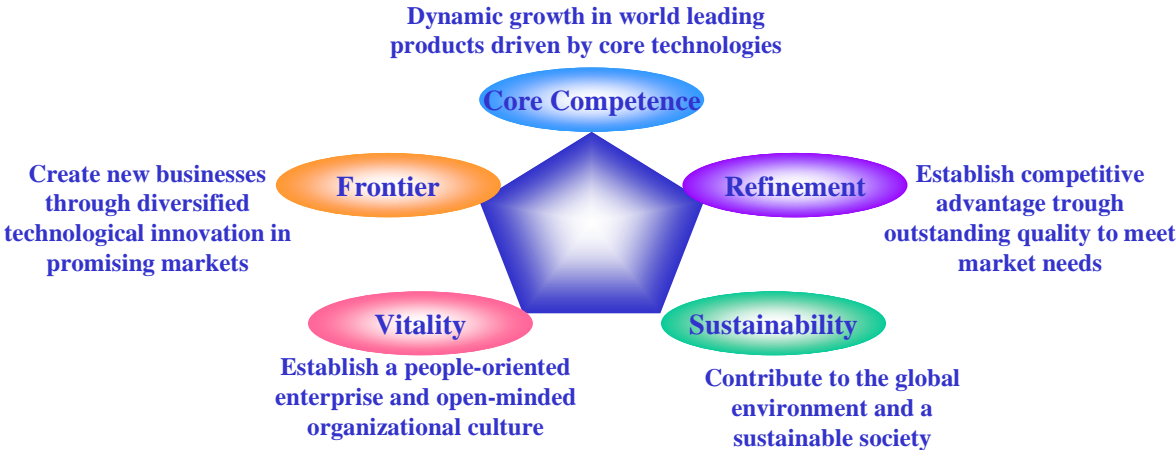 Dynamic growth in world leading
products driven by core technologies
Core Competence
Frontier
Create new businesses
through diversified
technological innovation in
promising markets
Refinement
Establish competitive
advantage trough
outstanding quality to meet
market needs
Vitality
Establish a people-oriented
enterprise and open-minded
organizational culture
Sustainability
Contribute to the global
environment and a
sustainable society